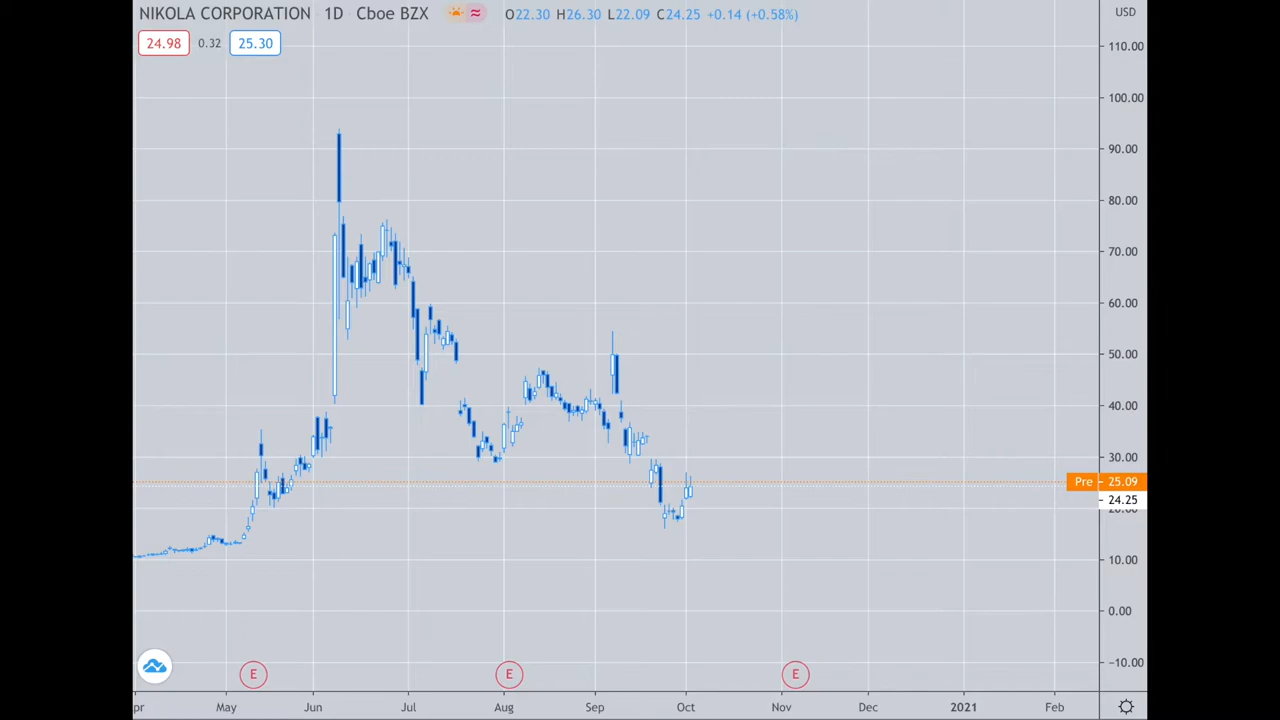 NIKOLA CORPORATION · 1D · Cboe BZX O22.30 H26.30 L22.09 C24.25 +0.14 (+0.58%) USD
24.98 0.32 25.30
110.00
100.00
90.00
80.00
70.00
60.00
50.00
40.00
30.00
Pre 25.09
24.25
20.00
10.00
0.00
−10.00
E E E
pr May Jun Jul Aug Sep Oct Nov Dec 2021 Feb